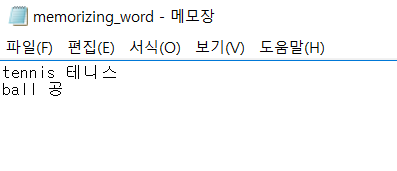 memorizing_word - 메모장
파일(F) 편집(E) 서식(O) 보기(V) 도움말(H)
tennis 테니스
ball 공